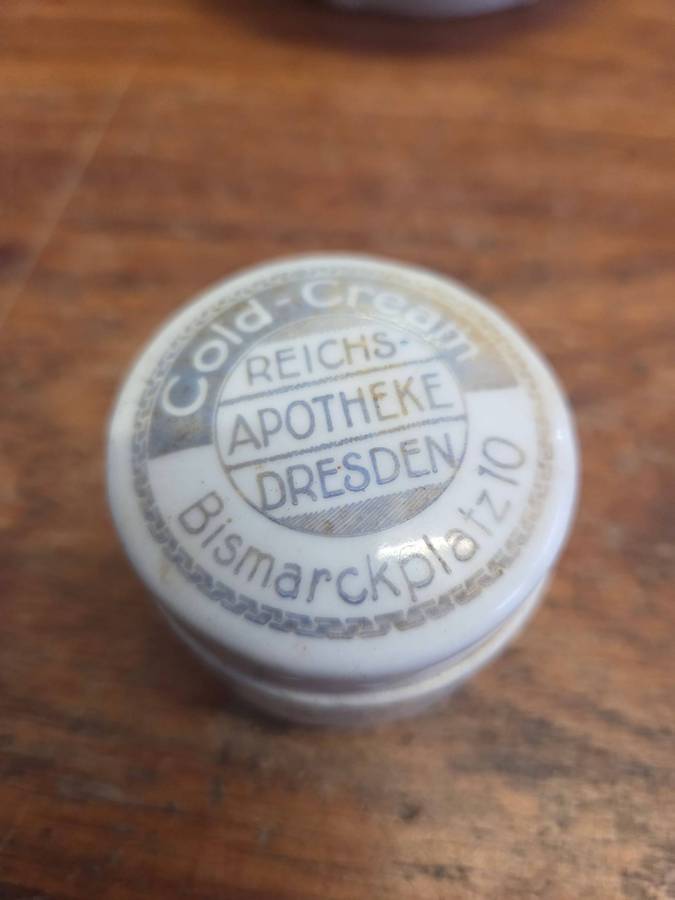 Cold-Cream
REICHS-
APOTHEKE
DRESDEN
Bismarckplatz 10